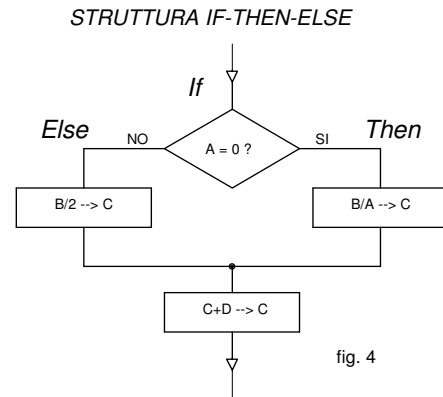 STRUTTURA IF-THEN-ELSE
If
Else
Then
NO
A = 0 ?
SI
B/2 --> C
B/A --> C
C+D --> C
fig. 4